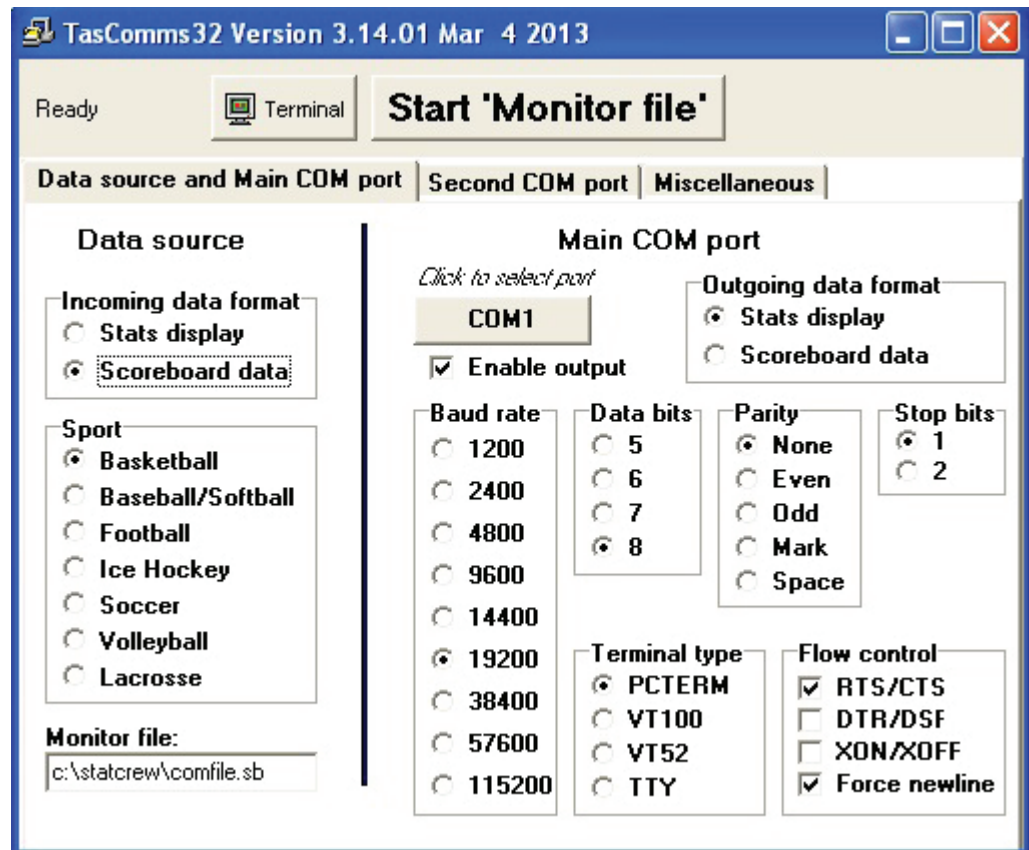 TasComms32 Version 3.14.01 Mar 4 2013
Ready
Terminal
Start 'Monitor file'
Data source and Main COM port
Second COM port
Miscellaneous
Data source
Incoming data format
Stats display
Scoreboard data
Sport
Basketball
Baseball/Softball
Football
Ice Hockey
Soccer
Volleyball
Lacrosse
Monitor file:
c:\statcrew\comfile.sb
Main COM port
Click to select port
COM1
Enable output
Outgoing data format
Stats display
Scoreboard data
Baud rate
1200
2400
4800
9600
14400
19200
38400
57600
115200
Data bits
5
6
7
8
Parity
None
Even
Odd
Mark
Space
Stop bits
1
2
Terminal type
PCTERM
VT100
VT52
TTY
Flow control
RTS/CTS
DTR/DSF
XON/XOFF
Force newline